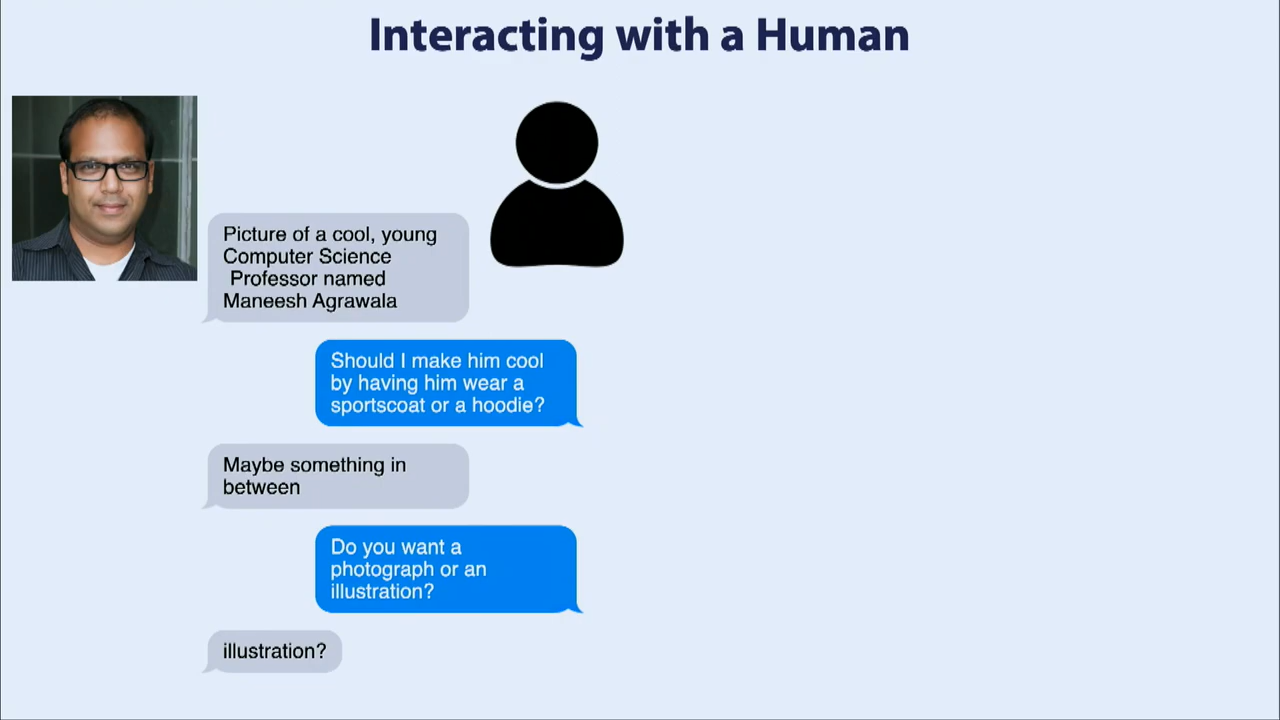 Interacting with a Human
Picture of a cool, young
Computer Science
Professor named
Maneesh Agrawala
Should I make him cool
by having him wear a
sportscoat or a hoodie?
Maybe something in
between
Do you want a
photograph or an
illustration?
illustration?